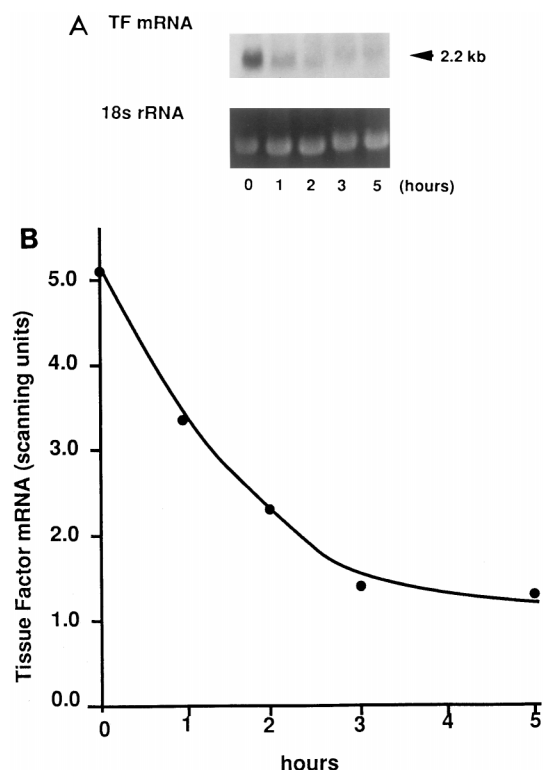 A TF mRNA
2.2 kb
18s rRNA
0 1 2 3 5 (hours)
B
Tissue Factor mRNA (scanning units)
5.0
4.0
3.0
2.0
1.0
0.0
0 1 2 3 4 5
hours